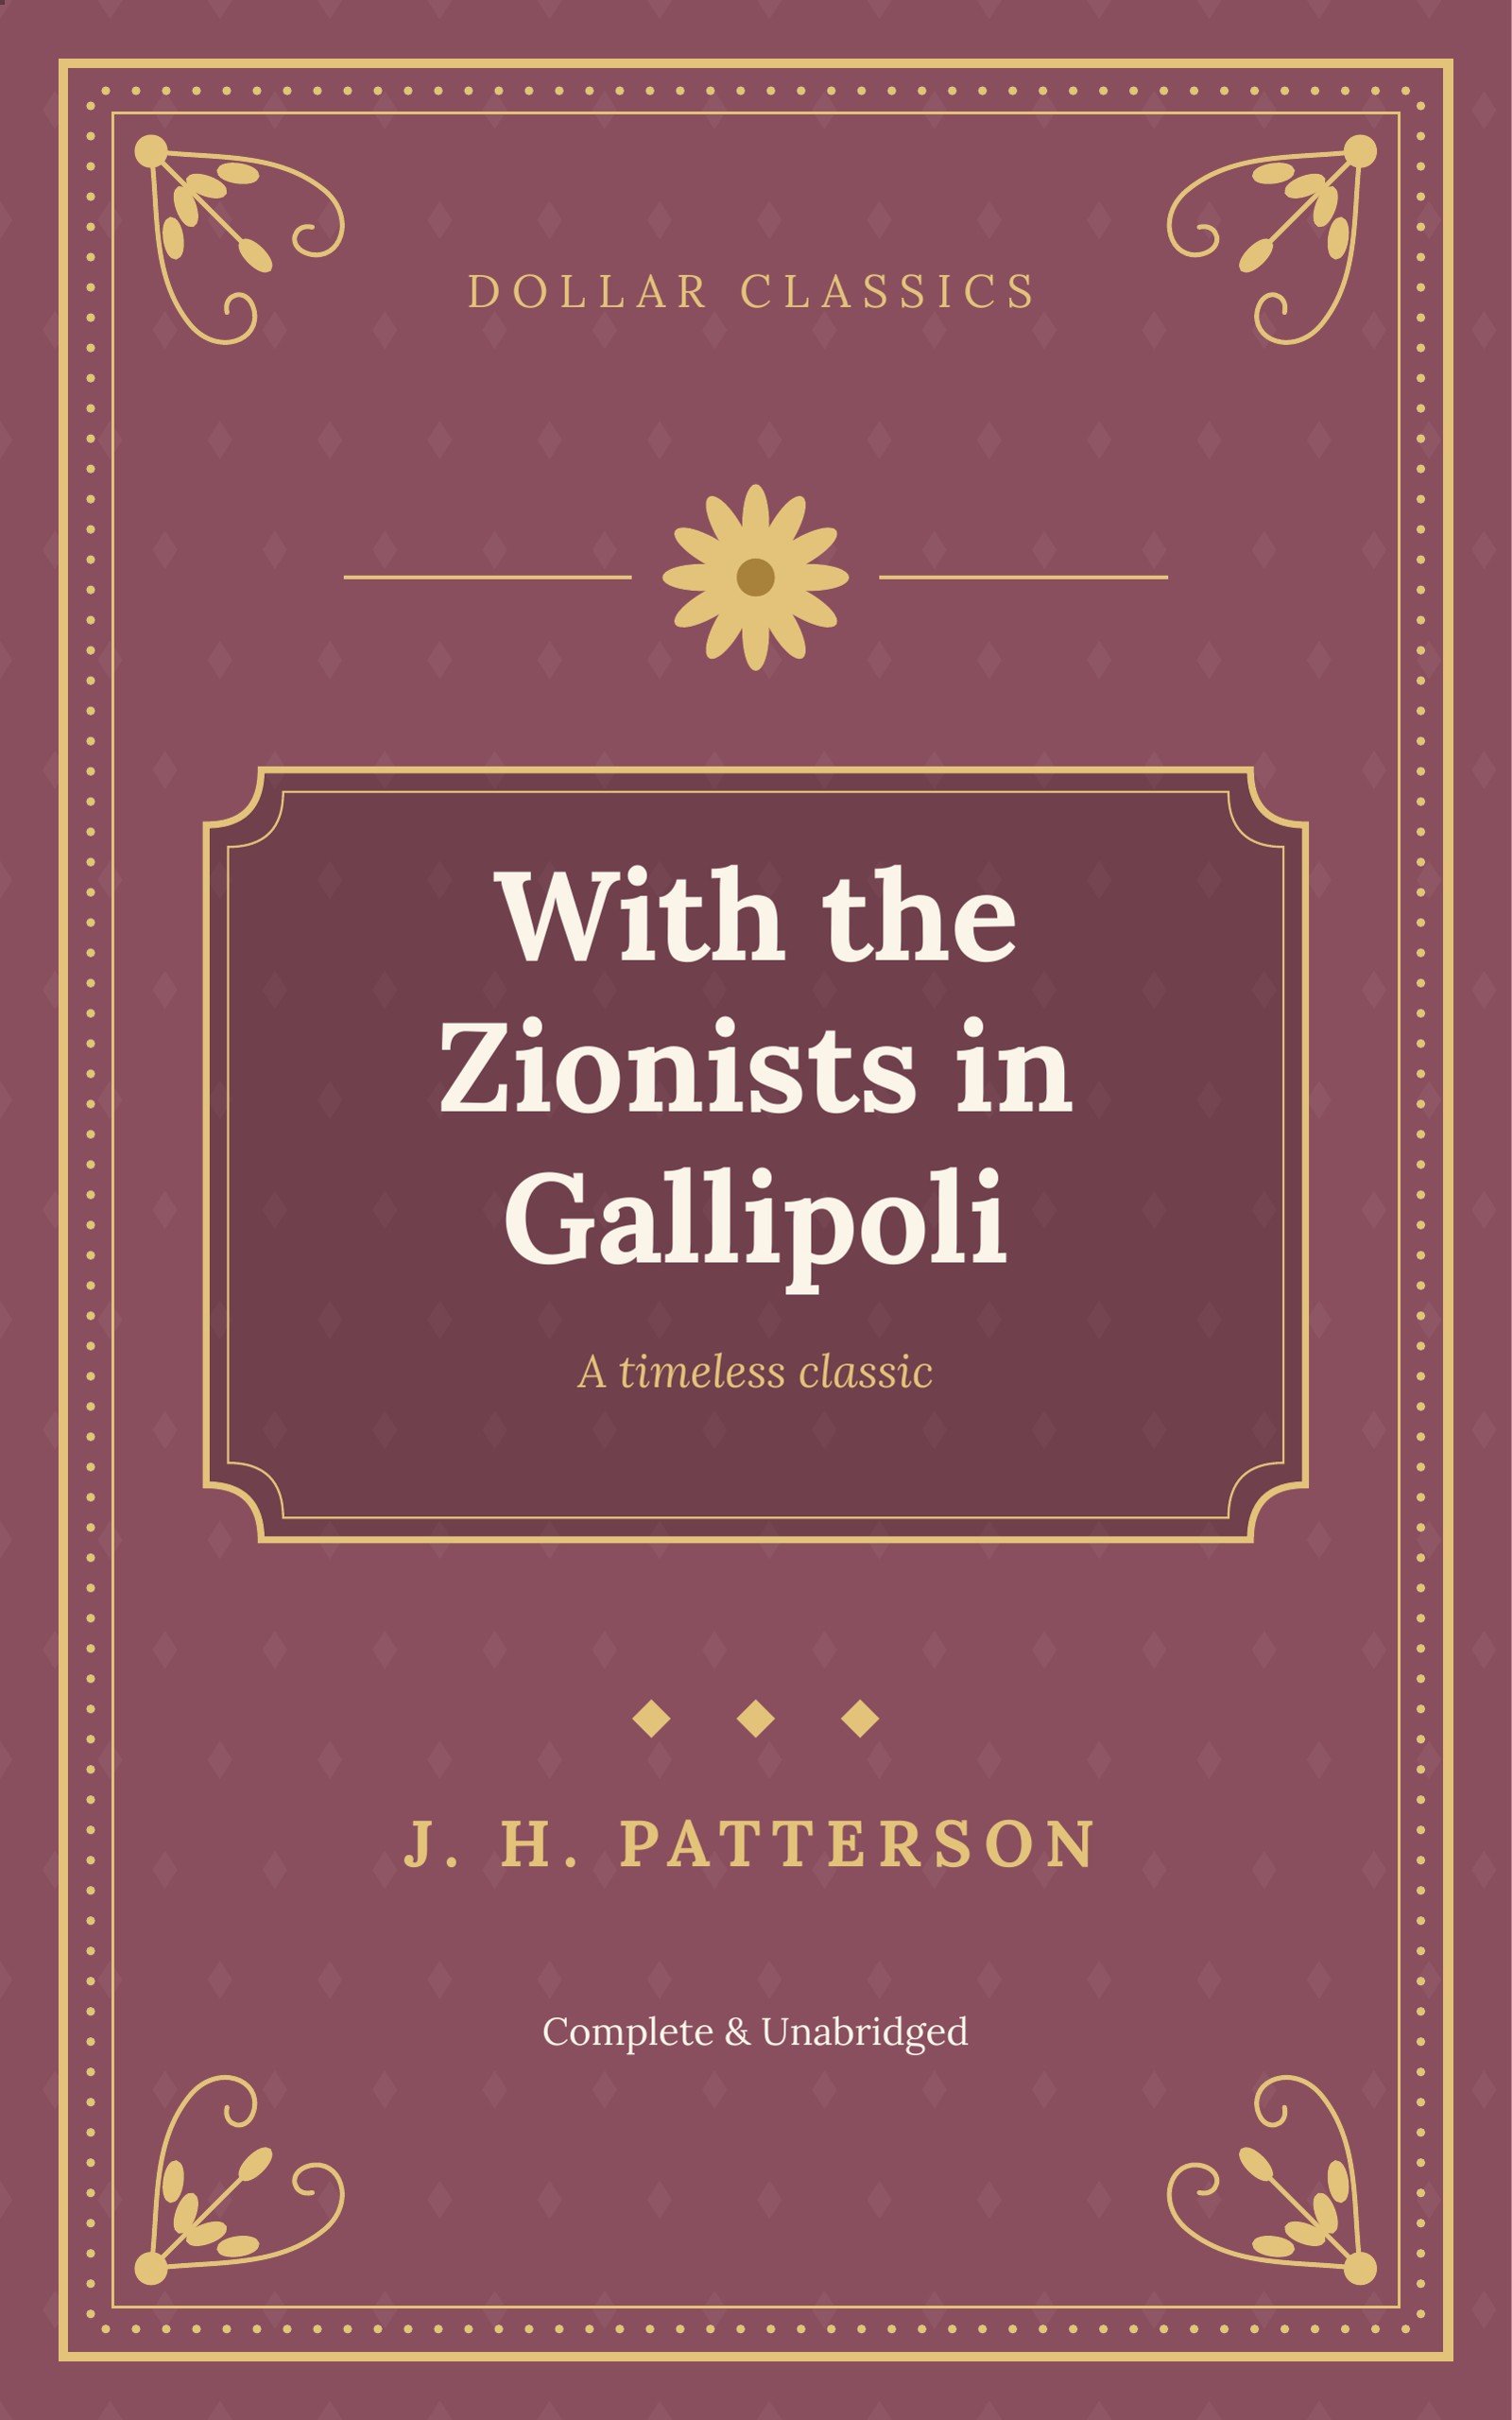 DOLLAR CLASSICS
With the
Zionists in
Gallipoli
A timeless classic
J. H. PATTERSON
Complete & Unabridged